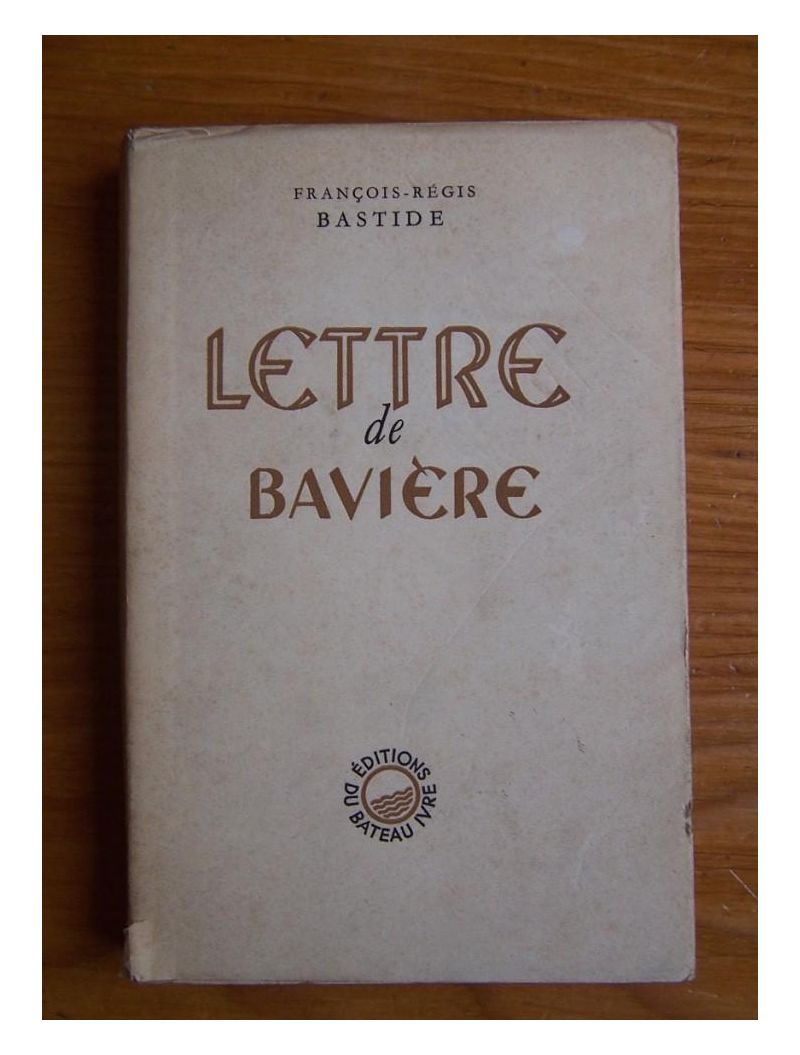 FRANÇOIS-RÉGIS
BASTIDE
LETTRE
de
BAVIÈRE
ÉDITIONS
DU BATEAU IVRE